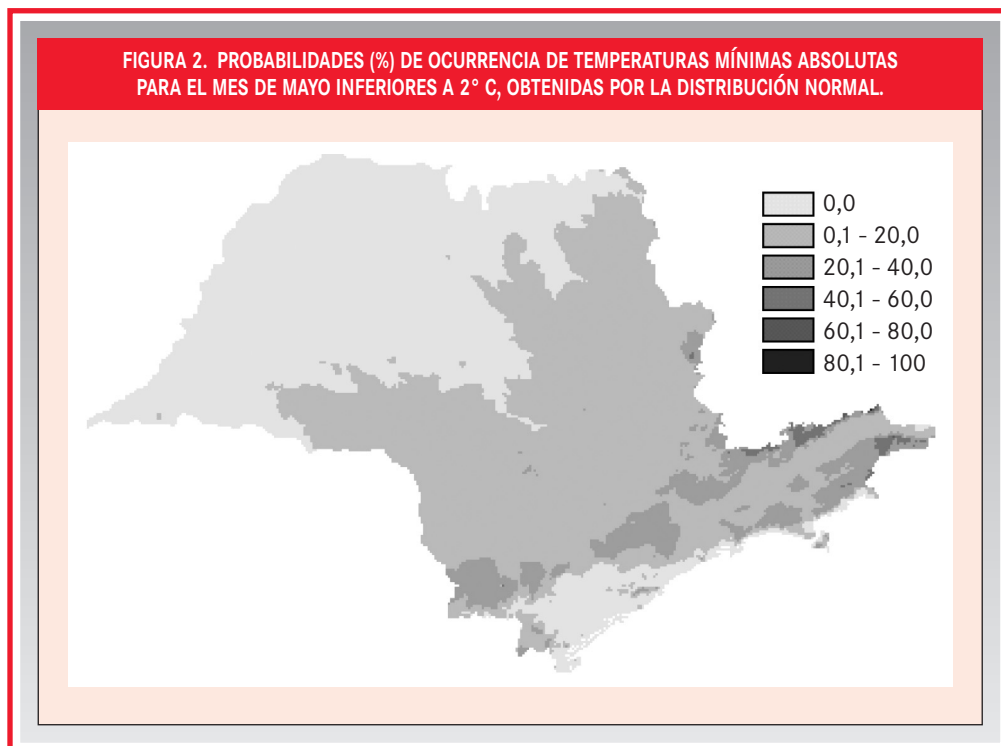 FIGURA 2. PROBABILIDADES (%) DE OCURRENCIA DE TEMPERATURAS MÍNIMAS ABSOLUTAS
PARA EL MES DE MAYO INFERIORES A 2° C, OBTENIDAS POR LA DISTRIBUCIÓN NORMAL.
0,0
0,1 - 20,0
20,1 - 40,0
40,1 - 60,0
60,1 - 80,0
80,1 - 100